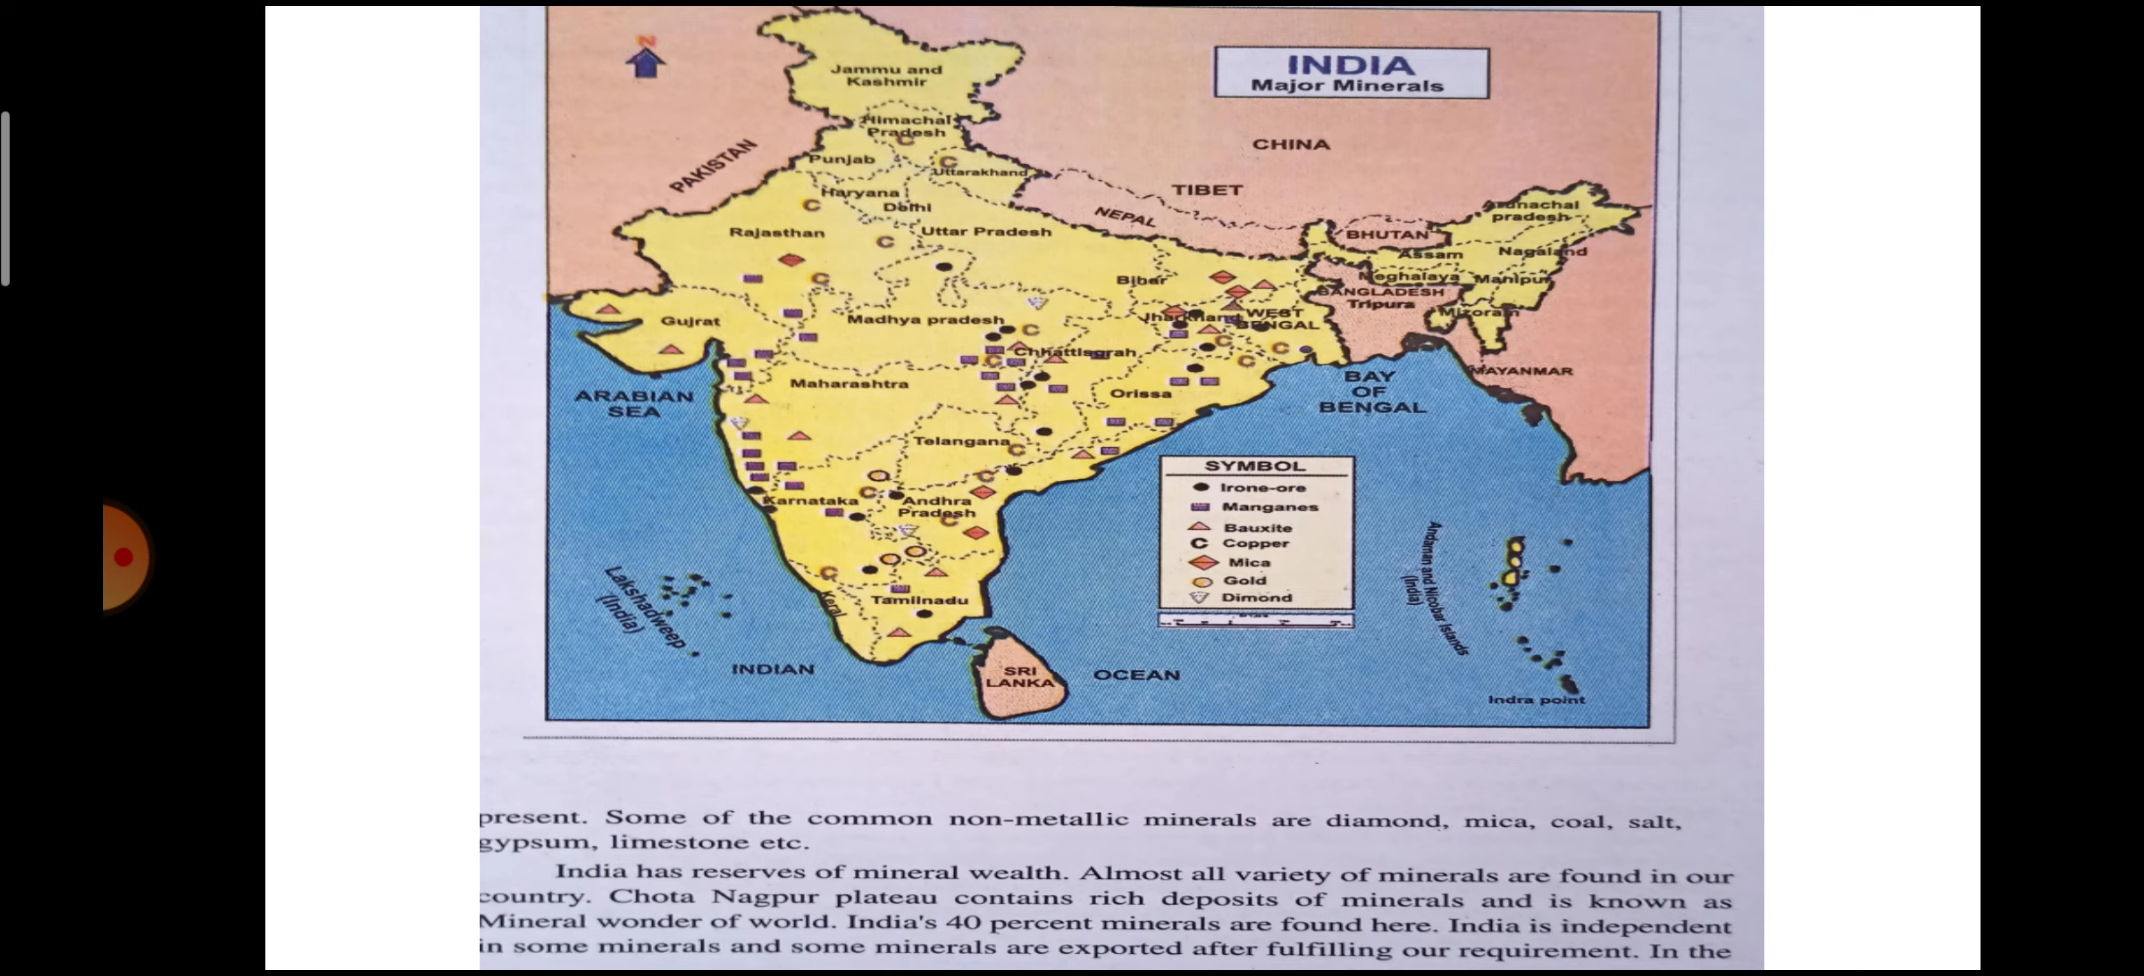 N
INDIA
Major Minerals
Jammu and
Kashmir
Himachal
Pradesh
CHINA
PAKISTAN
Punjab
Uttarakhand
TIBET
Haryana
Delhi
NEPAL
Arunachal
pradesh
Rajasthan
Uttar Pradesh
BHUTAN
Assam
Nagaland
Bihar
Meghalaya
Manipur
BANGLADESH
Tripura
Gujrat
Madhya pradesh
Jharkhand
WEST
BENGAL
Mizoram
Chhattisgrah
Maharashtra
Orissa
MAYANMAR
ARABIAN
SEA
BAY
OF
BENGAL
Telangana
SYMBOL
Irone-ore
Manganes
Bauxite
C Copper
Mica
Gold
Dimond
Karnataka
Andhra
Pradesh
Keral
Tamilnadu
Lakshadweep
(India)
Andaman and Nicobar Islands
(India)
INDIAN
OCEAN
SRI
LANKA
Indra point
present. Some of the common non-metallic minerals are diamond, mica, coal, salt,
gypsum, limestone etc.
India has reserves of mineral wealth. Almost all variety of minerals are found in our
country. Chota Nagpur plateau contains rich deposits of minerals and is known as
Mineral wonder of world. India's 40 percent minerals are found here. India is independent
in some minerals and some minerals are exported after fulfilling our requirement. In the